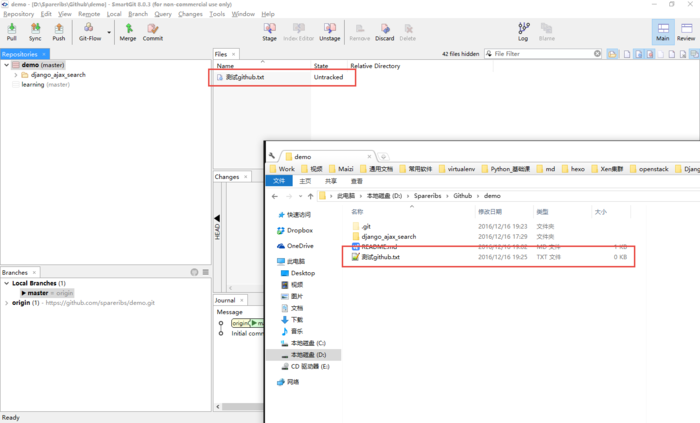 demo - [D:\Spareribs\Github\demo] - SmartGit 8.0.3 (for non-commercial use only)
Repository Edit View Remote Local Branch Query Changes Tools Window Help
Pull Sync Push Git-Flow Merge Commit Stage Index Editor Unstage Remove Discard Delete Log Blame Main Review
Repositories
demo (master)
django_ajax_search
learning (master)
Files
42 files hidden
File Filter
Name State Relative Directory
测试github.txt Untracked
Changes
HEAD
Branches
Local Branches (1)
master = origin
origin (1) - https://github.com/spareribs/demo.git
Journal
Message
origin
Initial comm
Ready
demo
Work 视频 Maizi 通用文档 常用软件 virtualenv Python_基础课 md hexo Xen集群 openstack Djang
文件 主页 共享 查看
此电脑 本地磁盘 (D:) Spareribs Github demo
名称 修改日期 类型 大小
快速访问
Dropbox
OneDrive
此电脑
Desktop
视频
图片
文档
下载
音乐
本地磁盘 (C:)
本地磁盘 (D:)
CD 驱动器 (E:)
网络
.git 2016/12/16 19:23 文件夹
django_ajax_search 2016/12/16 17:29 文件夹
README.md 2016/12/16 19:02 MD 文件 1 KB
测试github.txt 2016/12/16 19:25 TXT 文件 0 KB